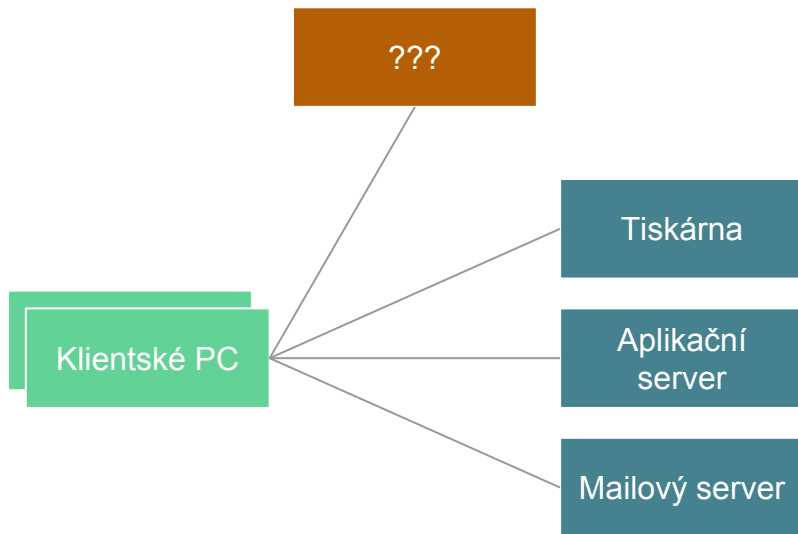 ???
Tiskárna
Klientské PC
Aplikační
server
Mailový server